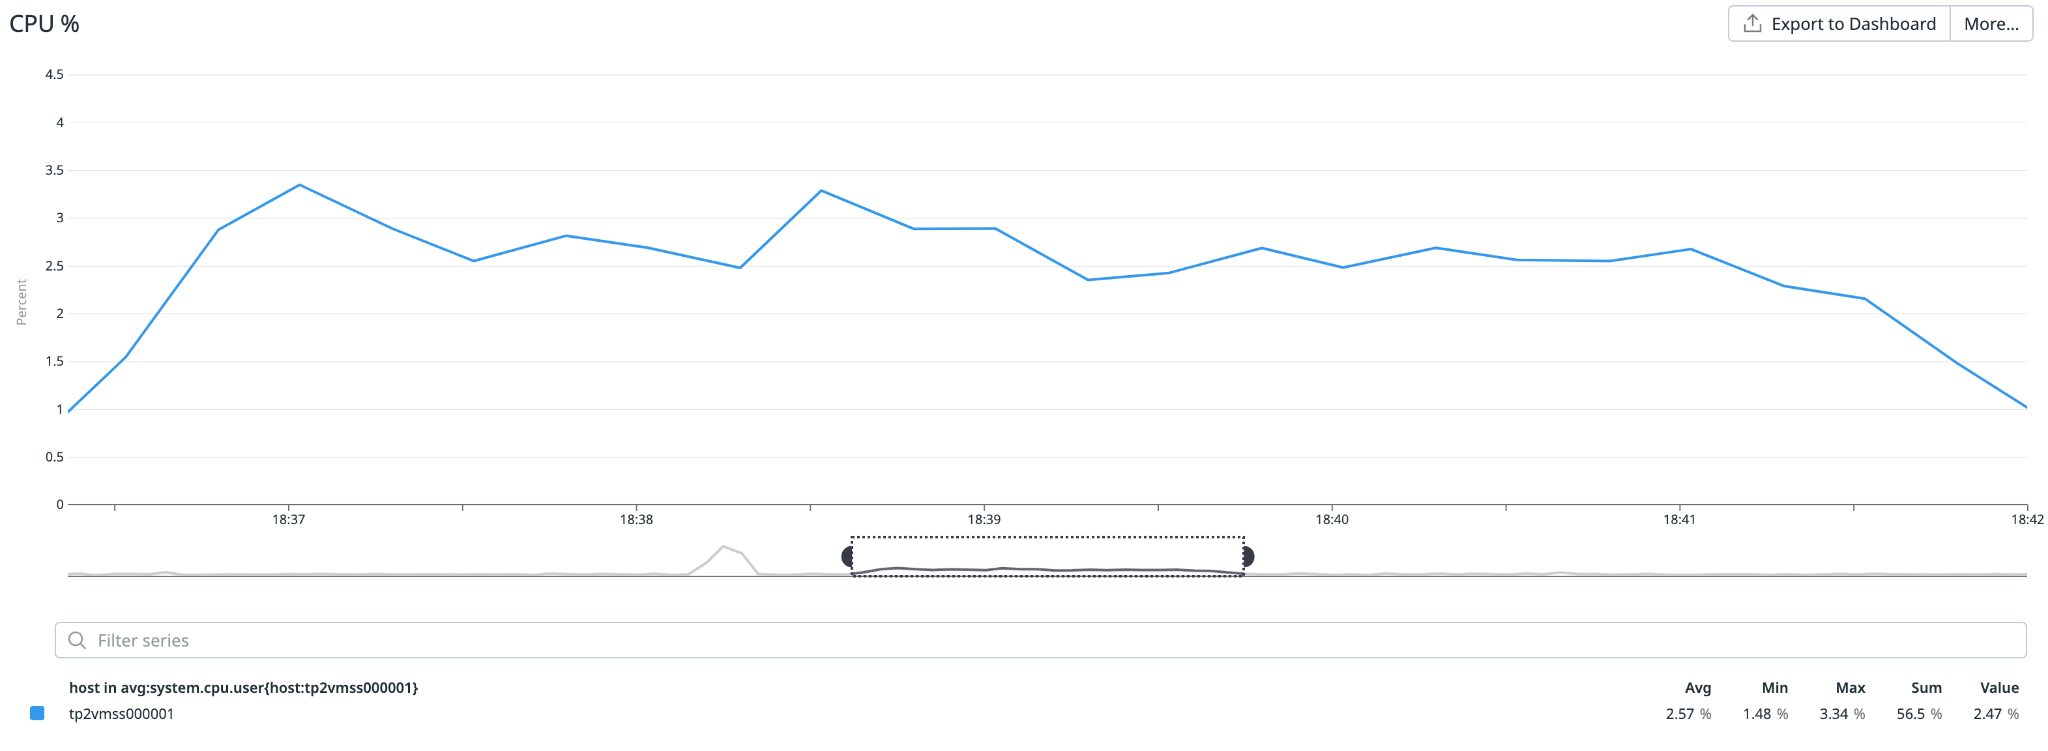 CPU %
Export to Dashboard More...
4.5
4
3.5
3
2.5
2
1.5
1
0.5
0
Percent
18:37 18:38 18:39 18:40 18:41 18:42
Filter series
host in avg:system.cpu.user{host:tp2vmss000001} Avg Min Max Sum Value
tp2vmss000001 2.57 % 1.48 % 3.34 % 56.5 % 2.47 %